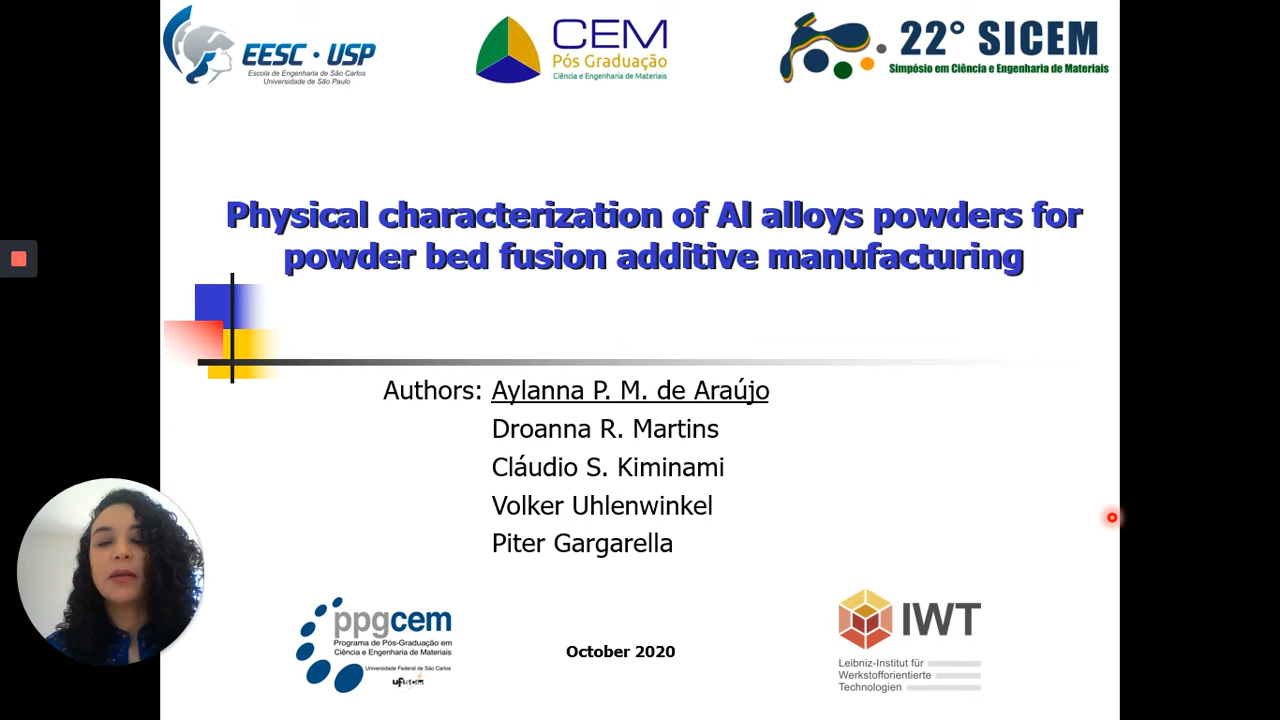 EESC · USP
Escola de Engenharia de São Carlos
Universidade de São Paulo
CEM
Pós Graduação
Ciência e Engenharia de Materiais
22° SICEM
Simpósio em Ciência e Engenharia de Materiais
Physical characterization of Al alloys powders for
powder bed fusion additive manufacturing
Authors: Aylanna P. M. de Araújo
Droanna R. Martins
Cláudio S. Kiminami
Volker Uhlenwinkel
Piter Gargarella
ppgcem
Programa de Pós-Graduação em
Ciência e Engenharia de Materiais
Universidade Federal de São Carlos
October 2020
IWT
Leibniz-Institut für
Werkstofforientierte
Technologien